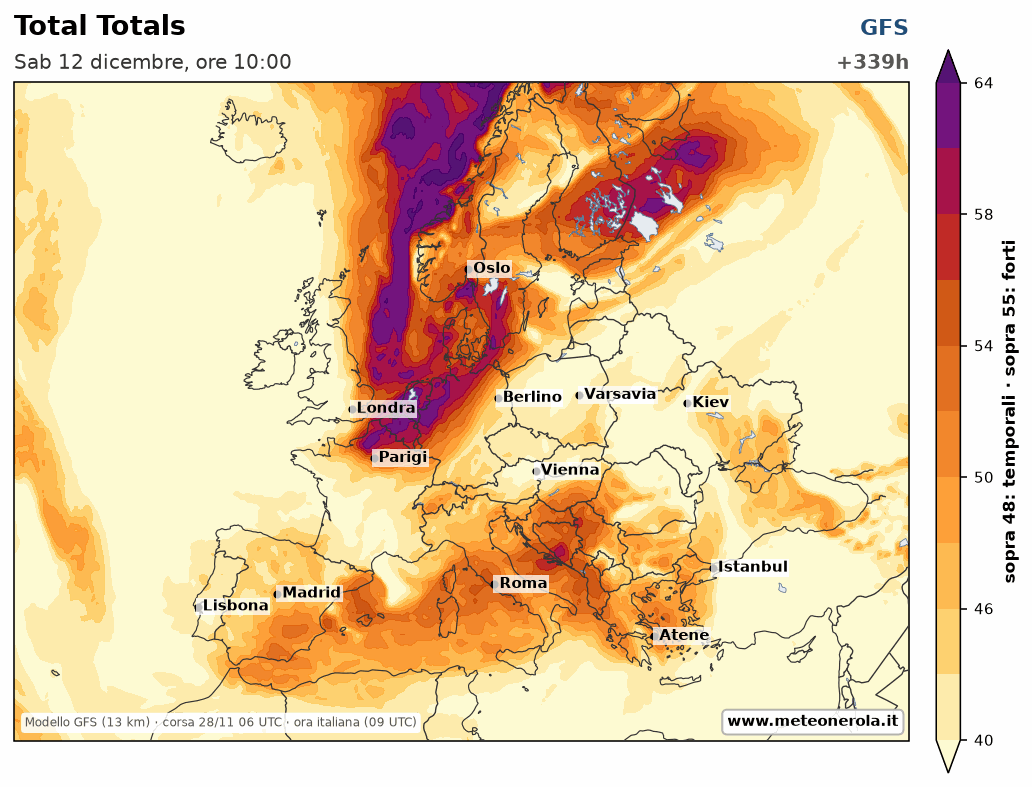 Total Totals
GFS
Sab 12 dicembre, ore 10:00
+339h
64
58
54
50
46
40
sopra 48: temporali · sopra 55: forti
Oslo
Londra
Berlino
Varsavia
Kiev
Parigi
Vienna
Istanbul
Roma
Madrid
Lisbona
Atene
Modello GFS (13 km) · corsa 28/11 06 UTC · ora italiana (09 UTC)
www.meteonerola.it